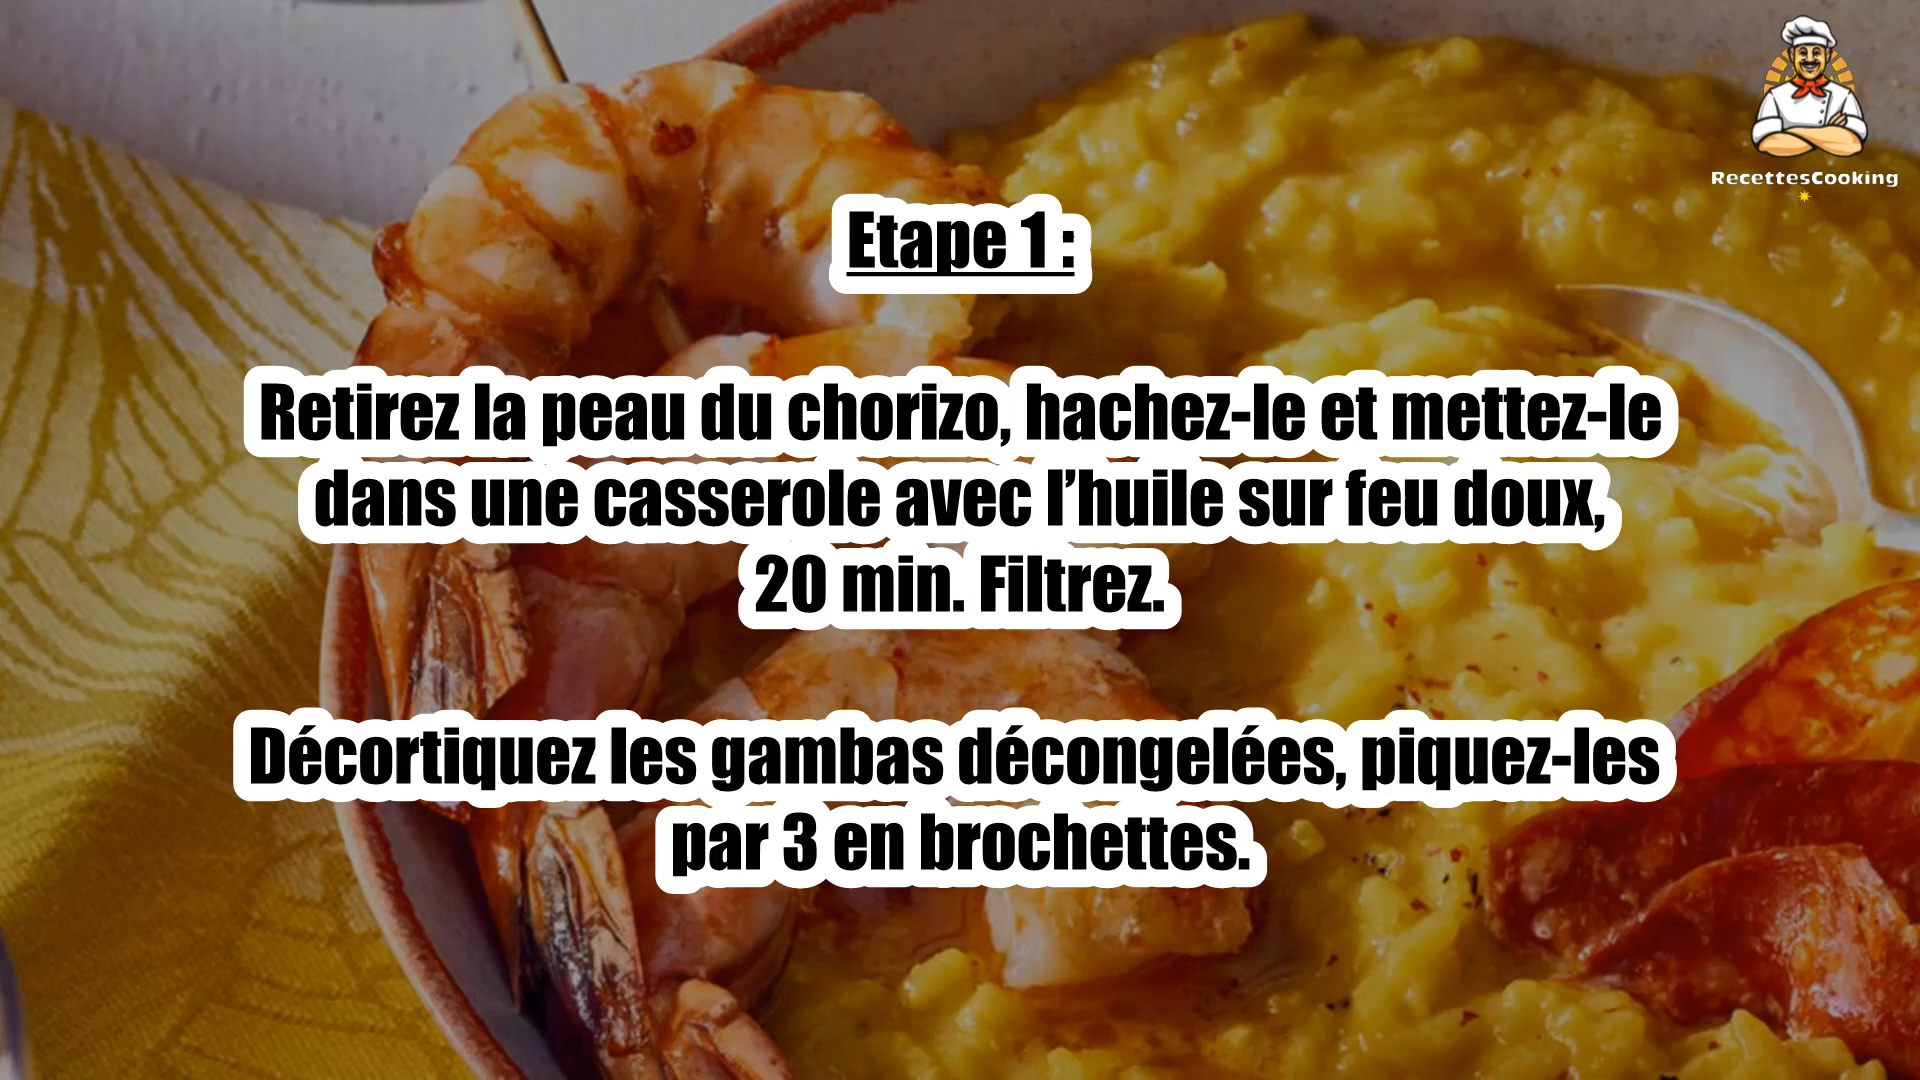 RecettesCooking
Etape 1 :
Retirez la peau du chorizo, hachez-le et mettez-le
dans une casserole avec l’huile sur feu doux,
20 min. Filtrez.
Décortiquez les gambas décongelées, piquez-les
par 3 en brochettes.